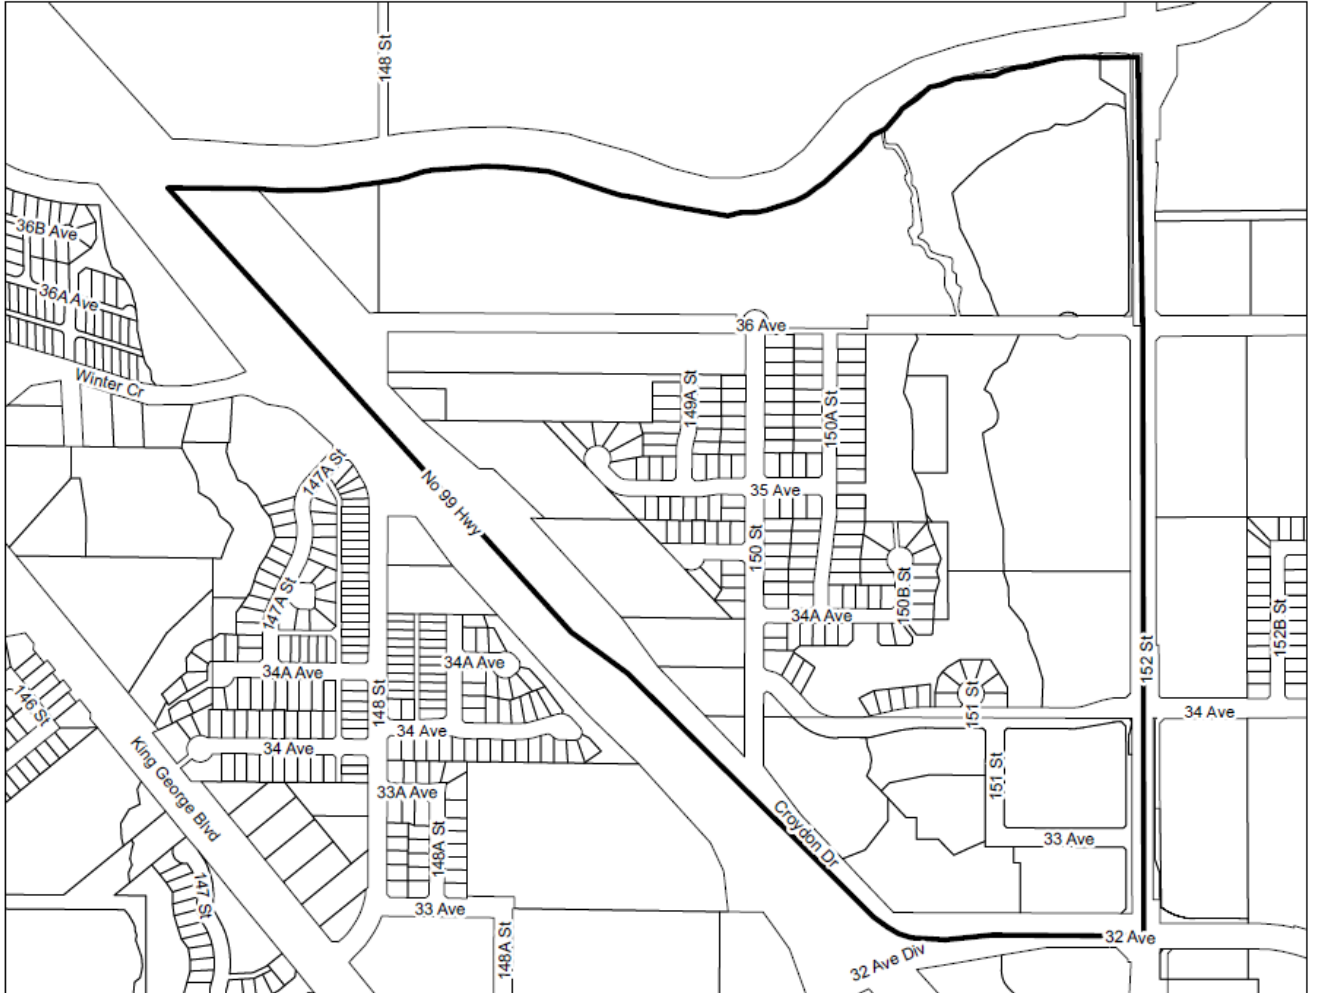 148 St
36B Ave
36A Ave
Winter Cr
36 Ave
149A St
150A St
147A St
No 99 Hwy
35 Ave
150 St
147A St
150B St
34A Ave
152B St
152 St
34A Ave
34A Ave
146 St
148 St
151 St
34 Ave
34 Ave
34 Ave
King George Blvd
151 St
33A Ave
Croydon Dr
148A St
33 Ave
147 St
33 Ave
32 Ave
148A St
32 Ave Div